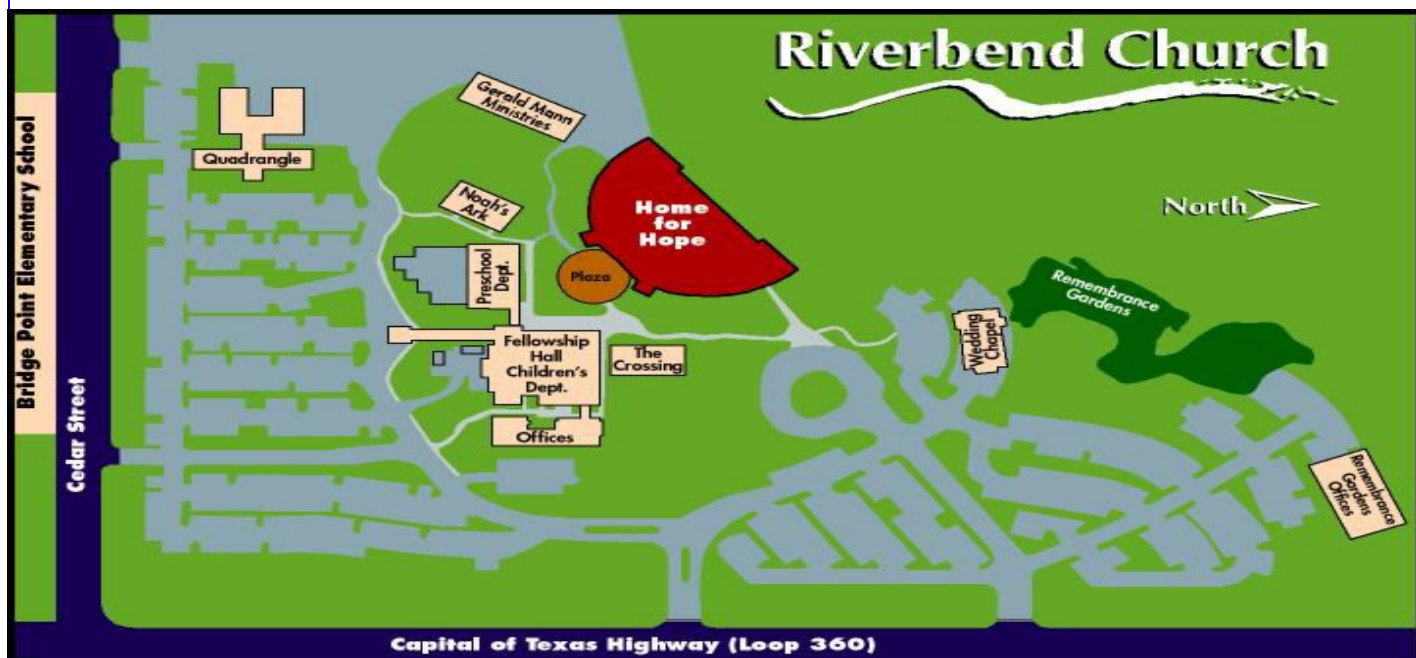 Riverbend Church
Gerald Mann
Ministries
Quadrangle
Noah's
Ark
Home
for
Hope
North
Bridge Point Elementary School
Preschool
Dept.
Plaza
Remembrance
Gardens
Wedding
Chapel
Fellowship
Hall
Children's
Dept.
The
Crossing
Offices
Cedar Street
Remembrance
Gardens
Offices
Capital of Texas Highway (Loop 360)